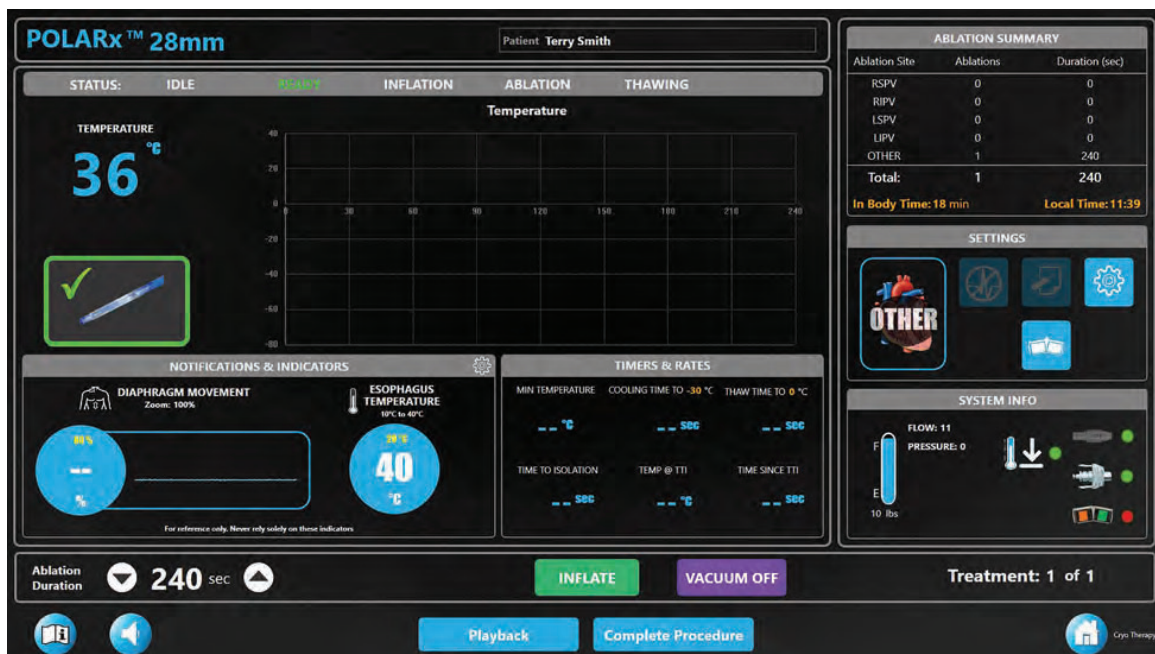 POLARx™ 28mm
Patient Terry Smith
STATUS: IDLE READY INFLATION ABLATION THAWING
TEMPERATURE
36 °C
Temperature
40
20
0
0 30 60 90 120 150 180 210 240
-20
-40
-60
-80
NOTIFICATIONS & INDICATORS
DIAPHRAGM MOVEMENT
Zoom: 100%
-- %
ESOPHAGUS
TEMPERATURE
10°C to 40°C
20 °C
40
°C
For reference only. Never rely solely on these indicators
TIMERS & RATES
MIN TEMPERATURE COOLING TIME TO -30 °C THAW TIME TO 0 °C
-- °C -- sec -- sec
TIME TO ISOLATION TEMP @ TTI TIME SINCE TTI
-- sec -- °C -- sec
ABLATION SUMMARY
Ablation Site Ablations Duration (sec)
RSPV 0 0
RIPV 0 0
LSPV 0 0
LIPV 0 0
OTHER 1 240
Total: 1 240
In Body Time: 18 min Local Time: 11:39
SETTINGS
OTHER
SYSTEM INFO
FLOW: 11
PRESSURE: 0
F
E
10 lbs
Ablation
Duration
240 sec
INFLATE
VACUUM OFF
Treatment: 1 of 1
Playback
Complete Procedure
Cryo Therapy